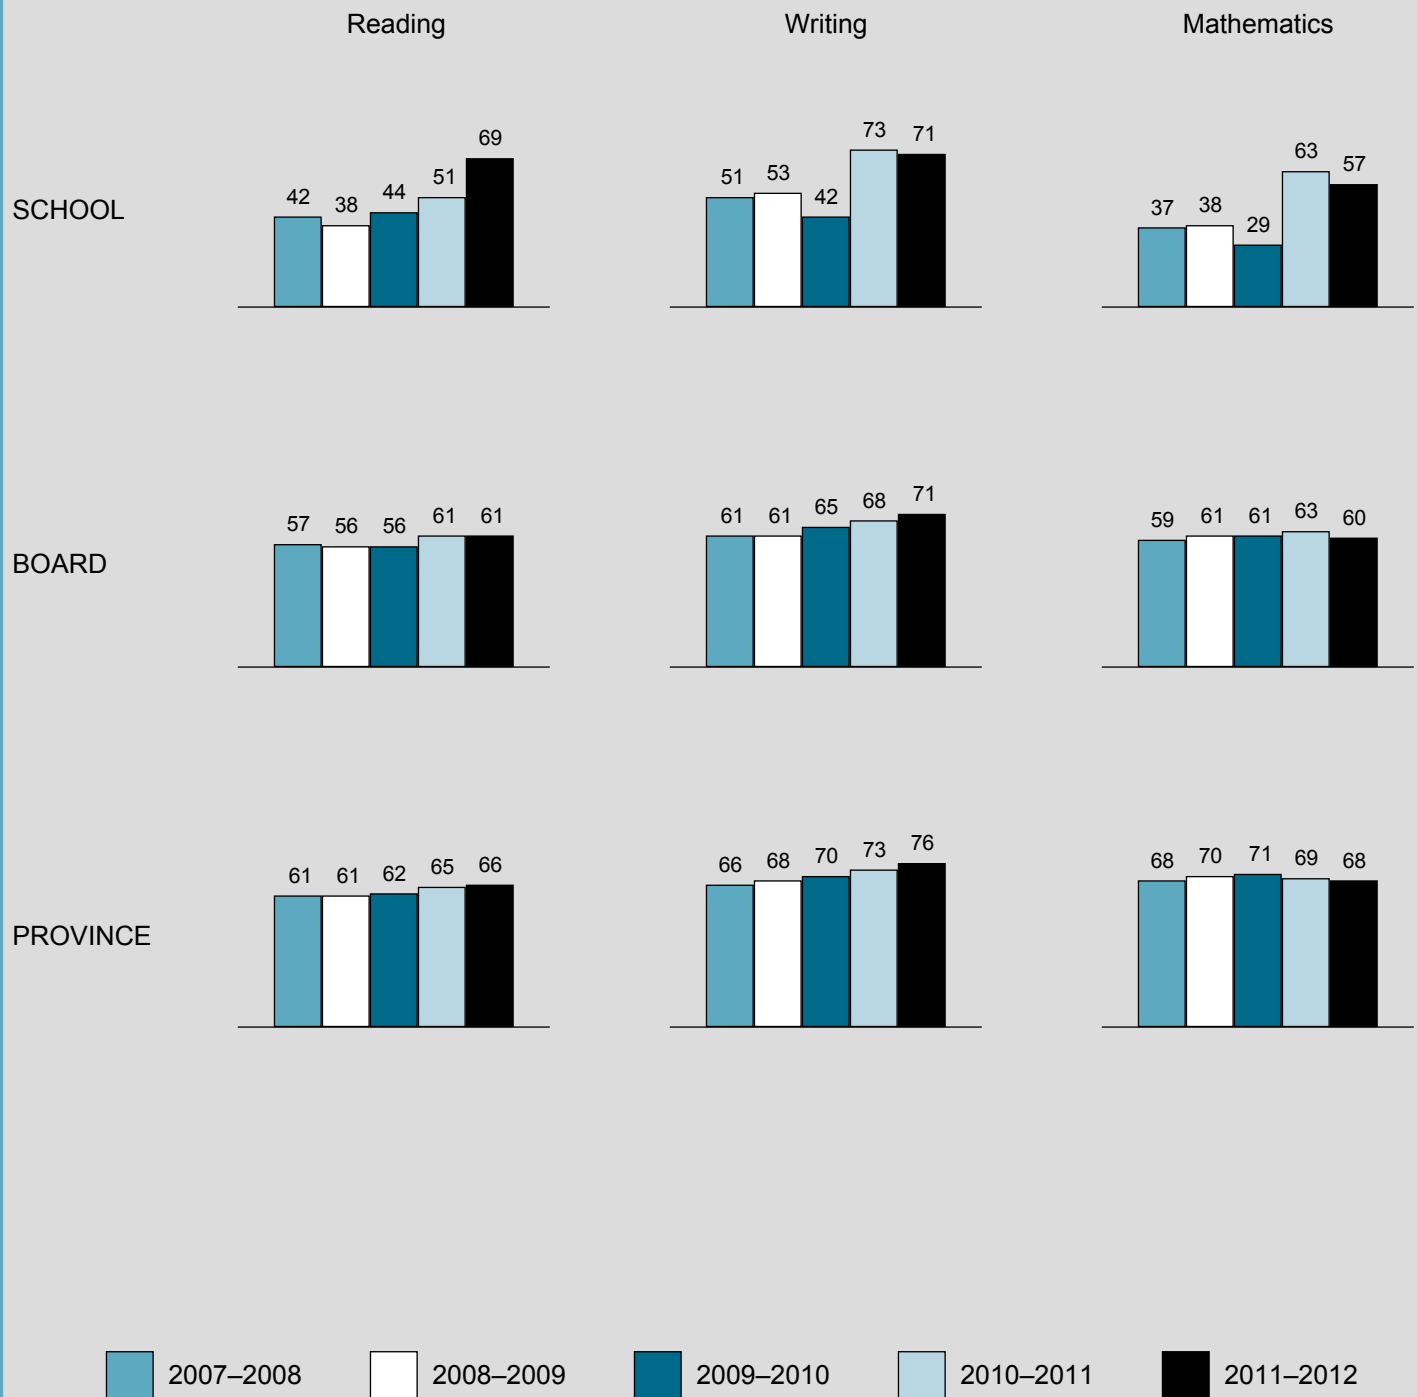 Reading Writing Mathematics
SCHOOL
42 38 44 51 69
51 53 42 73 71
37 38 29 63 57
BOARD
57 56 56 61 61
61 61 65 68 71
59 61 61 63 60
PROVINCE
61 61 62 65 66
66 68 70 73 76
68 70 71 69 68
2007–2008 2008–2009 2009–2010 2010–2011 2011–2012